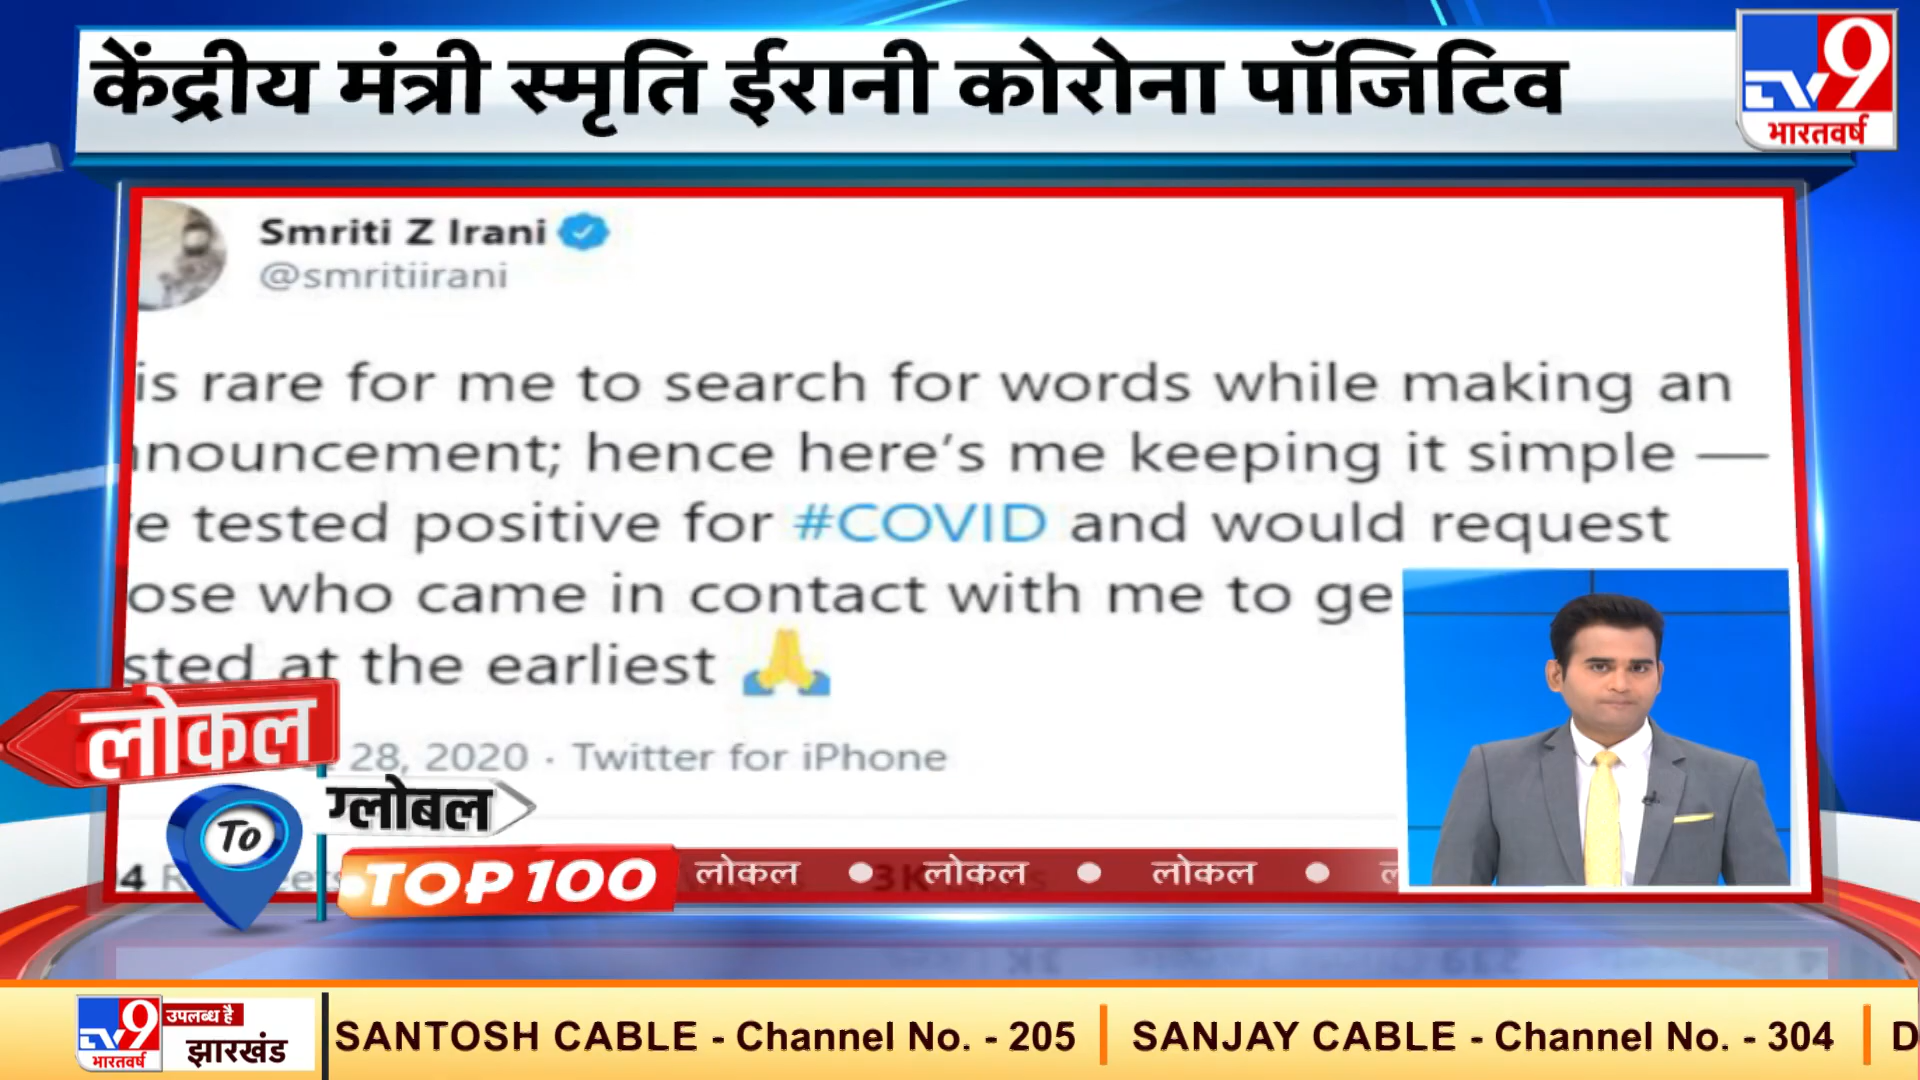 केंद्रीय मंत्री स्मृति ईरानी कोरोना पॉजिटिव
TV9
भारतवर्ष
Smriti Z Irani
@smritiirani
is rare for me to search for words while making an
nouncement; hence here’s me keeping it simple —
e tested positive for #COVID and would request
ose who came in contact with me to ge
sted at the earliest 🙏
28, 2020 · Twitter for iPhone
लोकल
To
ग्लोबल
TOP 100
लोकल ● लोकल ● लोकल ●
TV9
भारतवर्ष
उपलब्ध है
झारखंड
SANTOSH CABLE - Channel No. - 205 | SANJAY CABLE - Channel No. - 304 | D